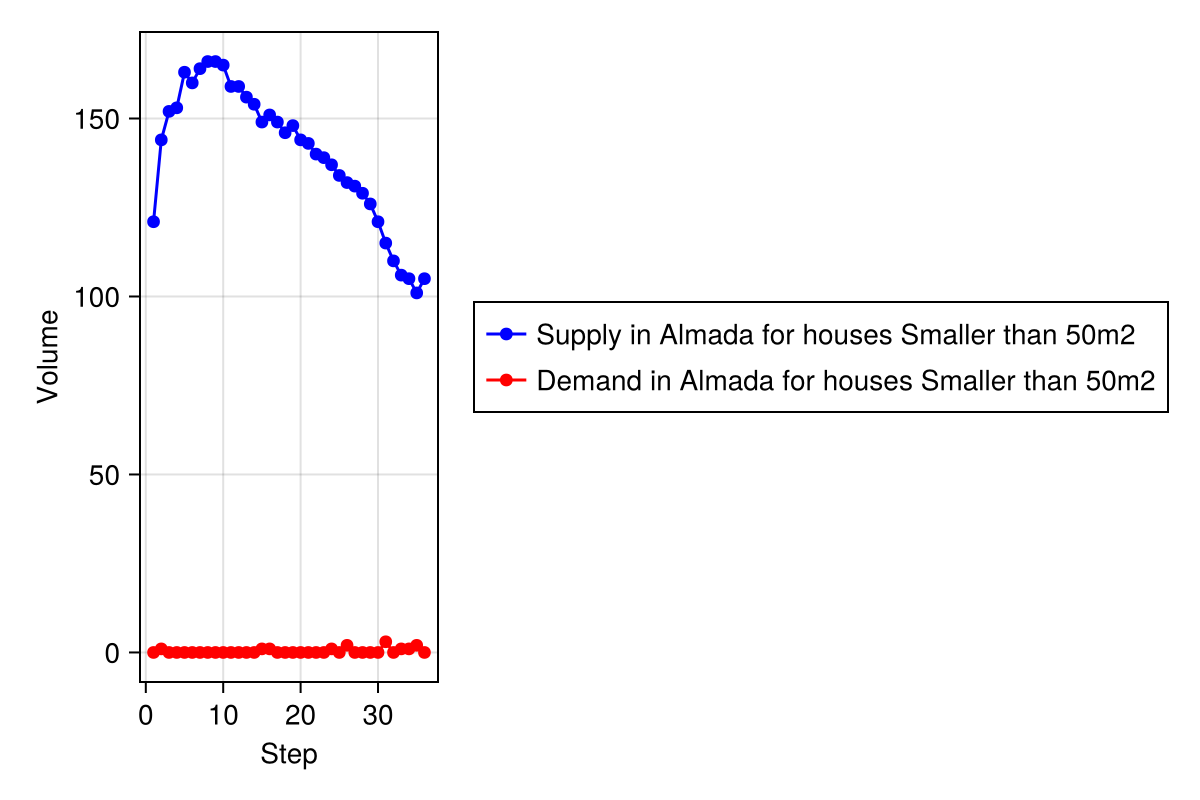 Volume
150
100
50
0
0 10 20 30
Step
Supply in Almada for houses Smaller than 50m2
Demand in Almada for houses Smaller than 50m2